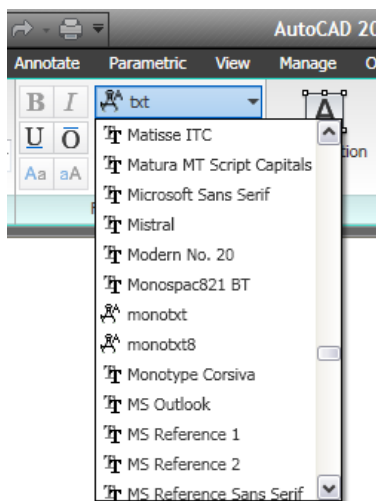 AutoCAD 20
Annotate Parametric View Manage O
B I txt A
U O
ion
Aa aA
F
Matisse ITC
Matura MT Script Capitals
Microsoft Sans Serif
Mistral
Modern No. 20
Monospac821 BT
monotxt
monotxt8
Monotype Corsiva
MS Outlook
MS Reference 1
MS Reference 2
MS Reference Sans Serif